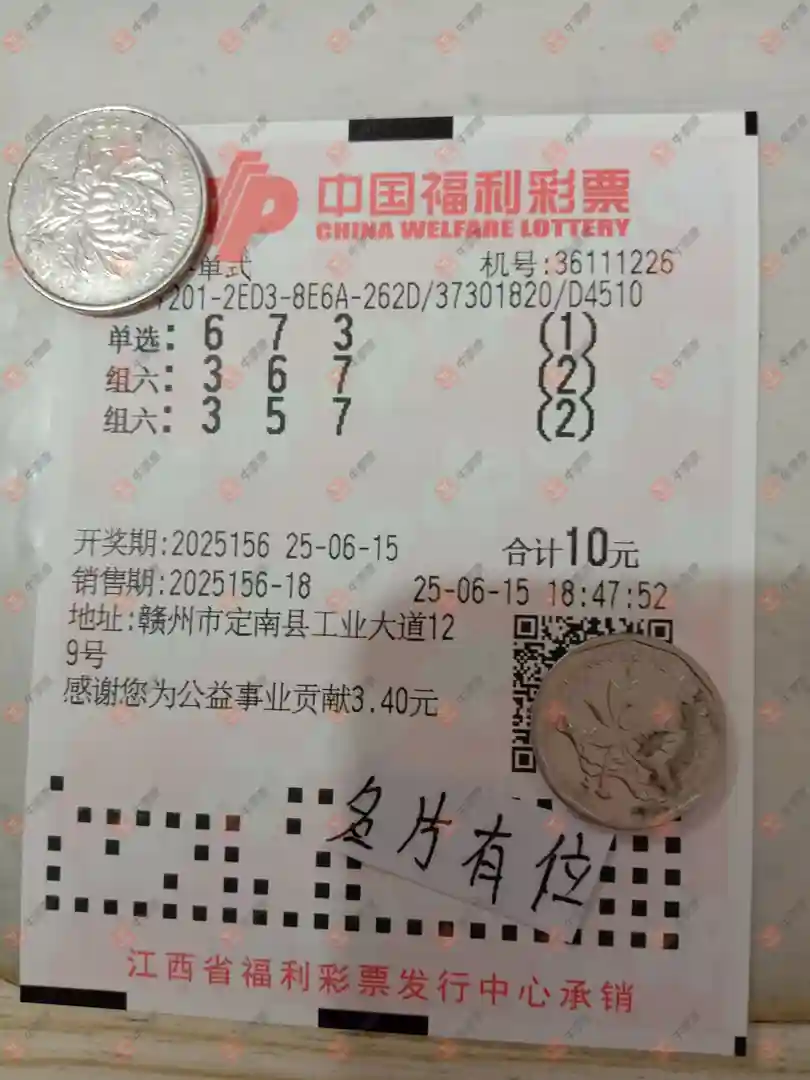 中国福利彩票
CHINA WELFARE LOTTERY
单式 机号:36111226
201-2ED3-8E6A-262D/37301820/D4510
单选: 6 7 3 (1)
组六: 3 6 7 (2)
组六: 3 5 7 (2)
开奖期:2025156 25-06-15 合计10元
销售期:2025156-18 25-06-15 18:47:52
地址:赣州市定南县工业大道12
9号
感谢您为公益事业贡献3.40元
名片有位
江西省福利彩票发行中心承销